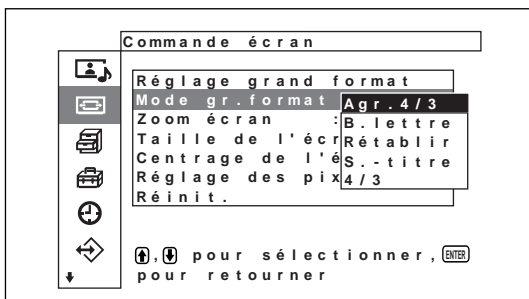 Commande écran
Réglage grand format
Mode gr.format
Agr.4/3
Zoom écran :
B.lettre
Taille de l'écr
Rétablir
Centrage de l'é
S.-titre
Réglage des pix
4/3
Réinit.
, pour sélectionner, ENTER
pour retourner